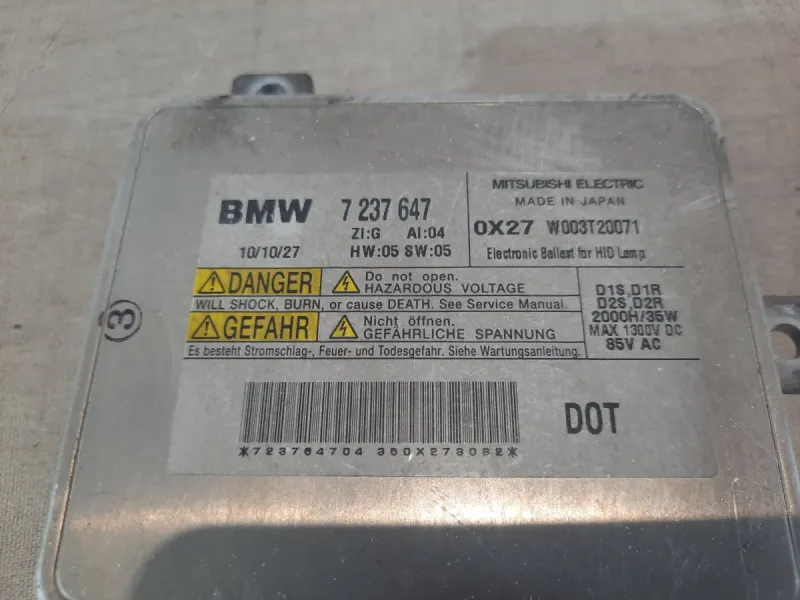 BMW 7 237 647
ZI:G AI:04
10/10/27 HW:05 SW:05
MITSUBISHI ELECTRIC
MADE IN JAPAN
0X27 W003T20071
Electronic Ballast for HID Lamp
DANGER Do not open.
HAZARDOUS VOLTAGE
WILL SHOCK, BURN, or cause DEATH. See Service Manual.
GEFAHR Nicht öffnen.
GEFÄHRLICHE SPANNUNG
Es besteht Stromschlag-, Feuer- und Todesgefahr. Siehe Wartungsanleitung.
D1S,D1R
D2S,D2R
2000H/35W
MAX 1300V DC
85V AC
3
DOT
*723764704 350X273082*